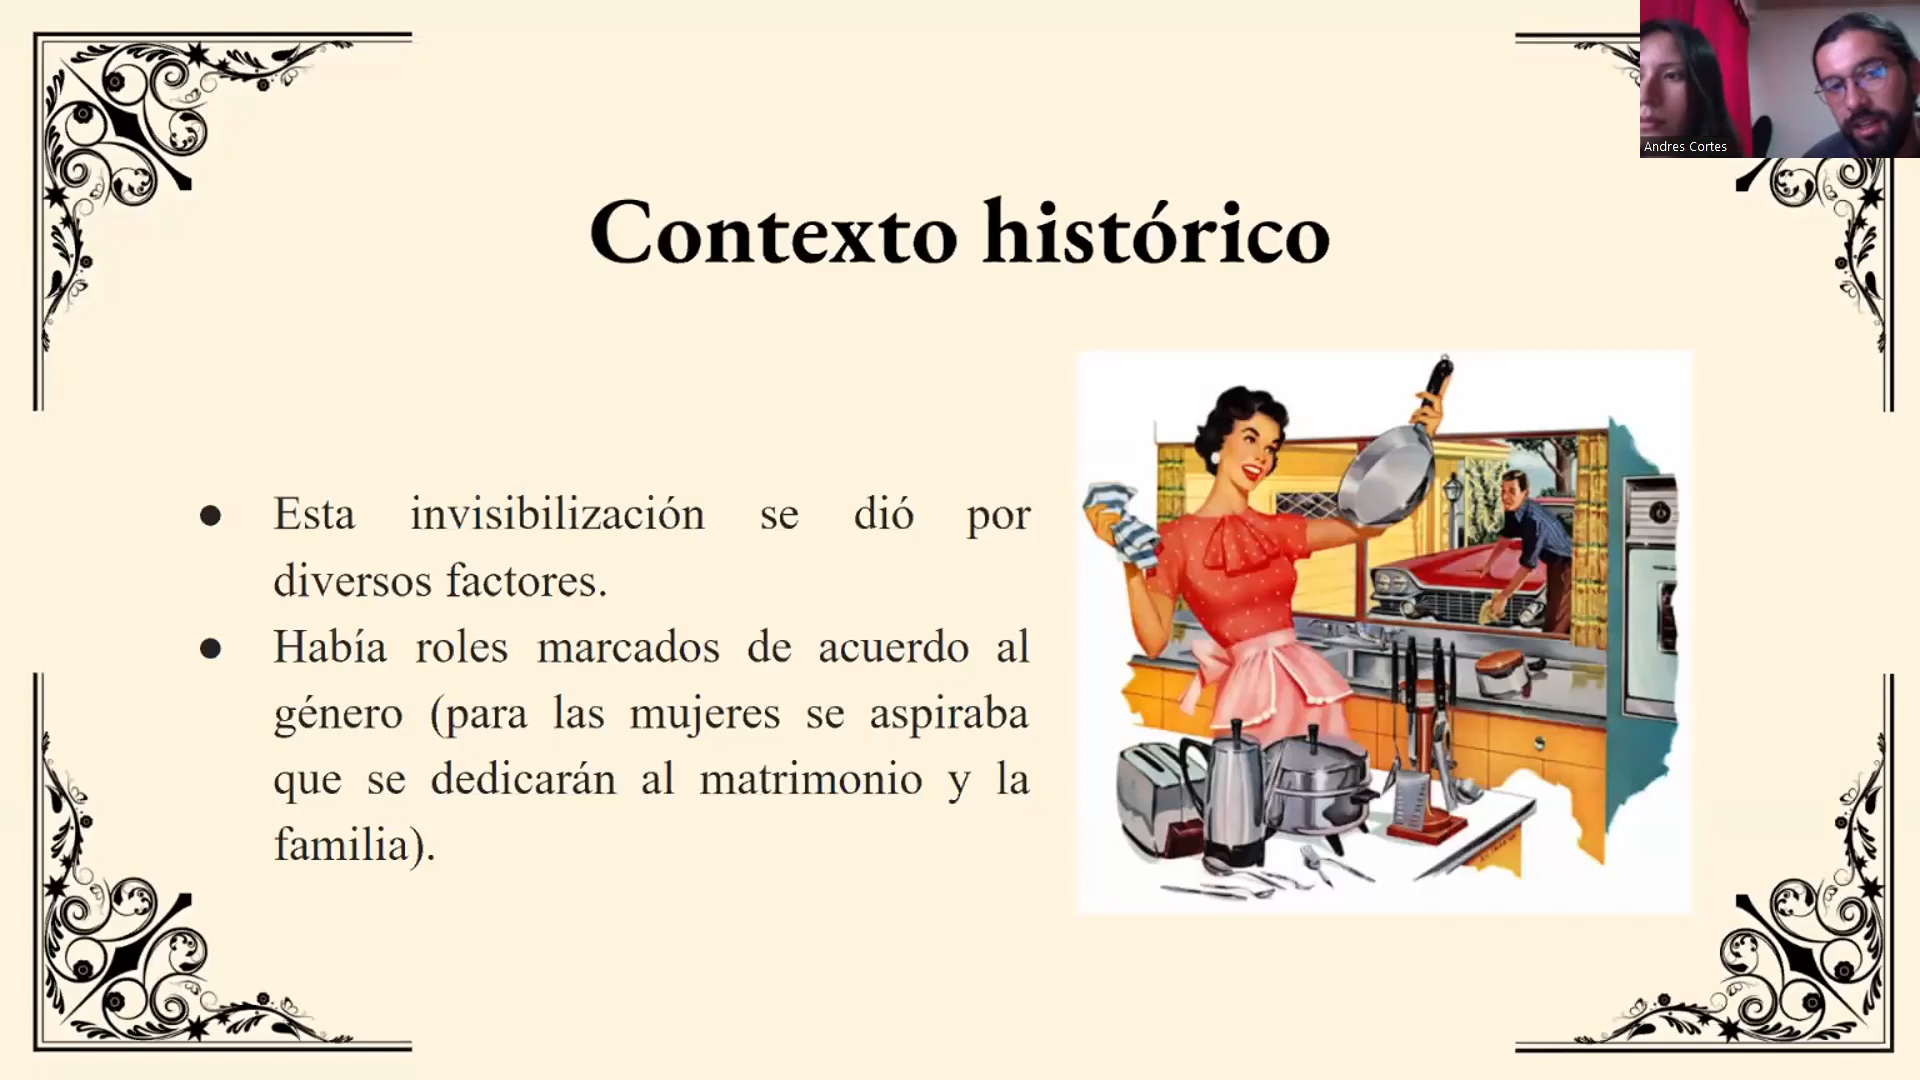 Andres Cortes
Contexto histórico
● Esta invisibilización se dió por
diversos factores.
● Había roles marcados de acuerdo al
género (para las mujeres se aspiraba
que se dedicarán al matrimonio y la
familia).